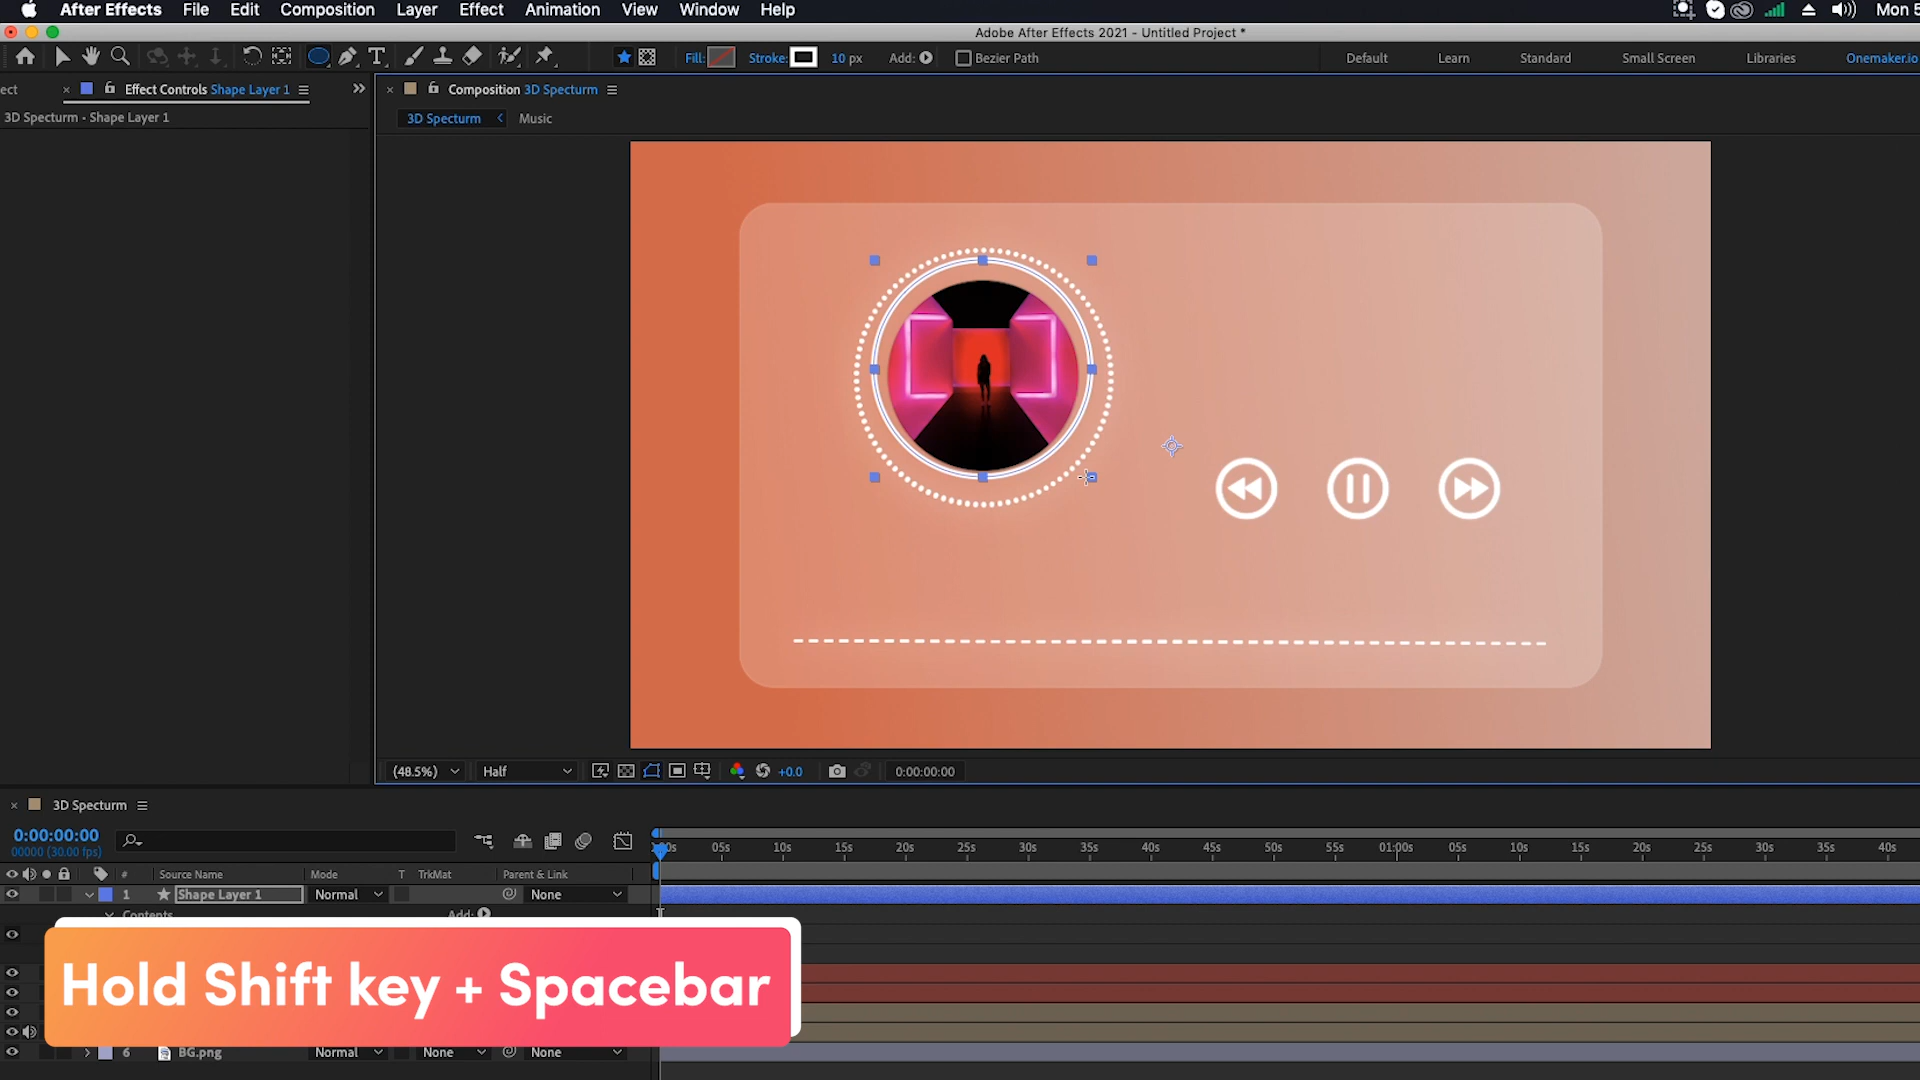 After Effects File Edit Composition Layer Effect Animation View Window Help Mon 5
Adobe After Effects 2021 - Untitled Project *
Fill: Stroke: 10 px Add: Bezier Path Default Learn Standard Small Screen Libraries Onemaker.io
ect × Effect Controls Shape Layer 1 × Composition 3D Specturm
3D Specturm - Shape Layer 1 3D Specturm Music
(48.5%) Half +0.0 0:00:00:00
× 3D Specturm
0:00:00:00
00000 (30.00 fps)
05s 10s 15s 20s 25s 30s 35s 40s 45s 50s 55s 01:00s 05s 10s 15s 20s 25s 30s 35s 40s
# Source Name Mode T TrkMat Parent & Link
1 Shape Layer 1 Normal None
Contents Add:
Hold Shift key + Spacebar
6 BG.png Normal None None